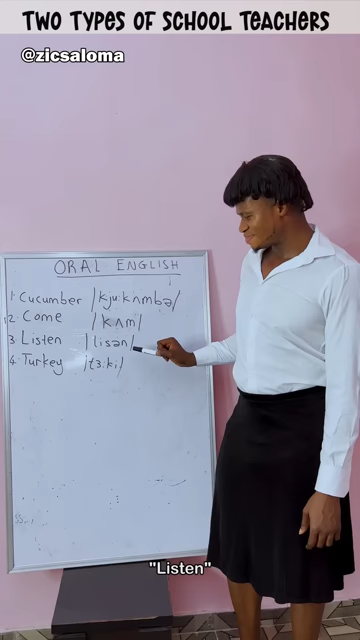 TWO TYPES OF SCHOOL TEACHERS
@zicsaloma
ORAL ENGLISH
1. Cucumber /kju:kʌmbə/
2 Come /kʌm/
3 Listen /lisən/
4. Turkey /tɜ:ki/
"Listen"